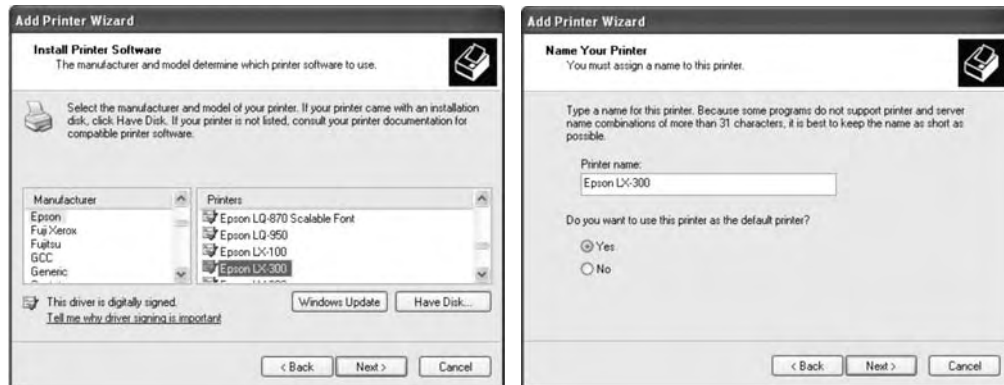 Add Printer Wizard
Install Printer Software
The manufacturer and model determine which printer software to use.
Select the manufacturer and model of your printer. If your printer came with an installation
disk, click Have Disk. If your printer is not listed, consult your printer documentation for
compatible printer software.
Manufacturer
Epson
Fuji Xerox
Fujitsu
GCC
Generic
Printers
Epson LQ-870 Scalable Font
Epson LQ-950
Epson LX-100
Epson LX-300
This driver is digitally signed.
Tell me why driver signing is important
Windows Update
Have Disk...
< Back
Next >
Cancel
Add Printer Wizard
Name Your Printer
You must assign a name to this printer.
Type a name for this printer. Because some programs do not support printer and server
name combinations of more than 31 characters, it is best to keep the name as short as
possible.
Printer name:
Epson LX-300
Do you want to use this printer as the default printer?
Yes
No
< Back
Next >
Cancel